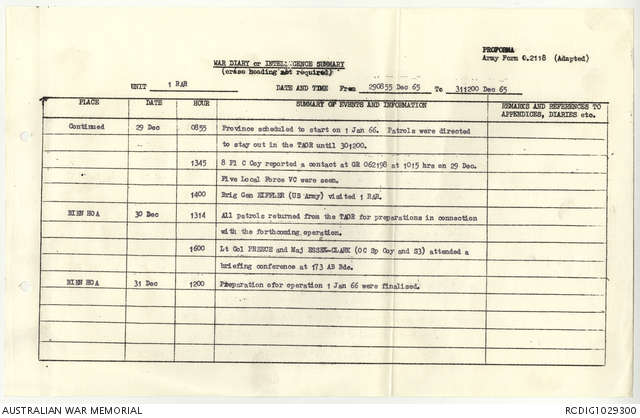 PROFORMA
WAR DIARY or INTELLIGENCE SUMMARY
Army Form C.2118 (Adapted)
(erase heading not required)
UNIT 1 RAR DATE AND TIME From 290855 Dec 65 To 311200 Dec 65
PLACE DATE HOUR SUMMARY OF EVENTS AND INFORMATION REMARKS AND REFERENCES TO
APPENDICES, DIARIES etc.
Continued 29 Dec 0855 Province scheduled to start on 1 Jan 66. Patrols were directed
to stay out in the TAOR until 301200.
1345 8 Pl C Coy reported a contact at GR 062198 at 1015 hrs on 29 Dec.
Five Local Force VC were seen.
1400 Brig Gen KIPFLER (US Army) visited 1 RAR.
BIEN HOA 30 Dec 1314 All patrols returned from the TAOR for preparations in connection
with the forthcoming operation.
1600 Lt Col PREECE and Maj ESSEX-CLARK (OC Sp Coy and S3) attended a
briefing conference at 173 AB Bde.
BIEN HOA 31 Dec 1200 Preparation ofor operation 1 Jan 66 were finalised.
AUSTRALIAN WAR MEMORIAL
RCDIG1029300